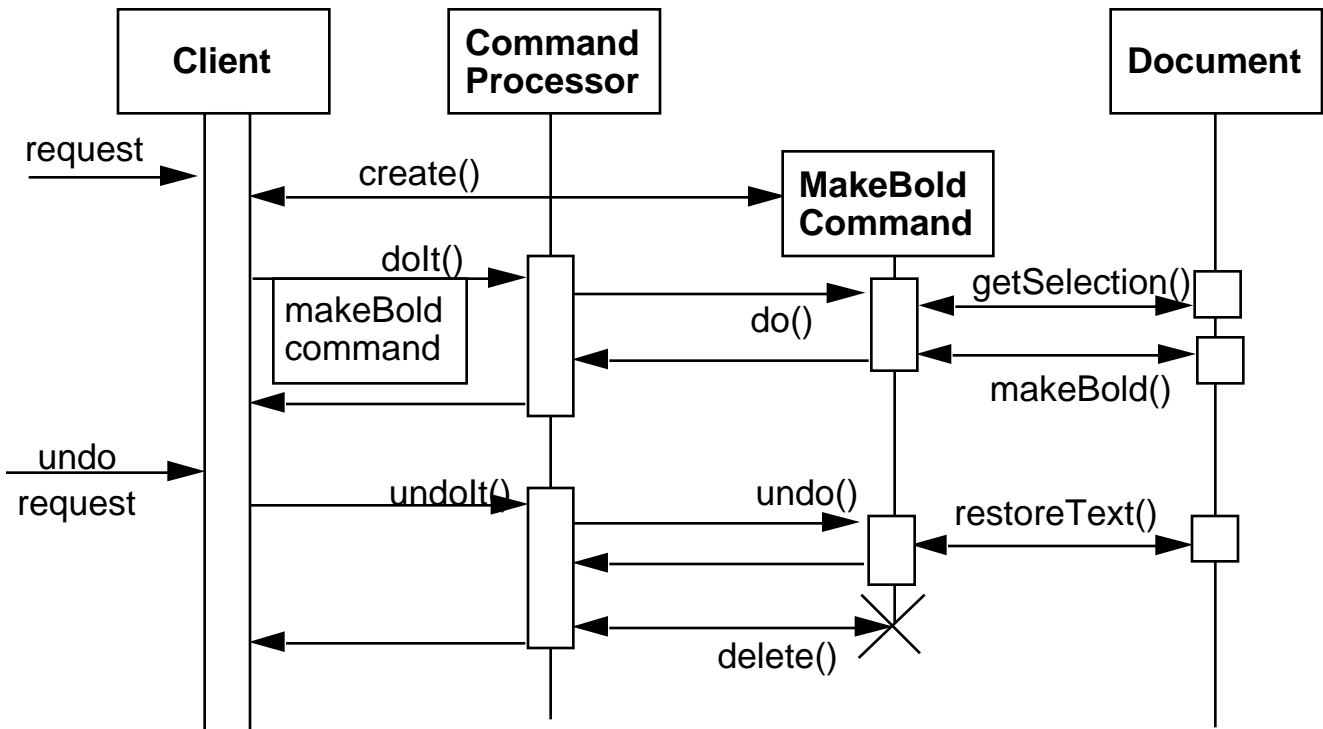 Client
Command
Processor
Document
request
create()
MakeBold
Command
doIt()
getSelection()
makeBold
command
do()
makeBold()
undo
request
undoIt()
undo()
restoreText()
delete()